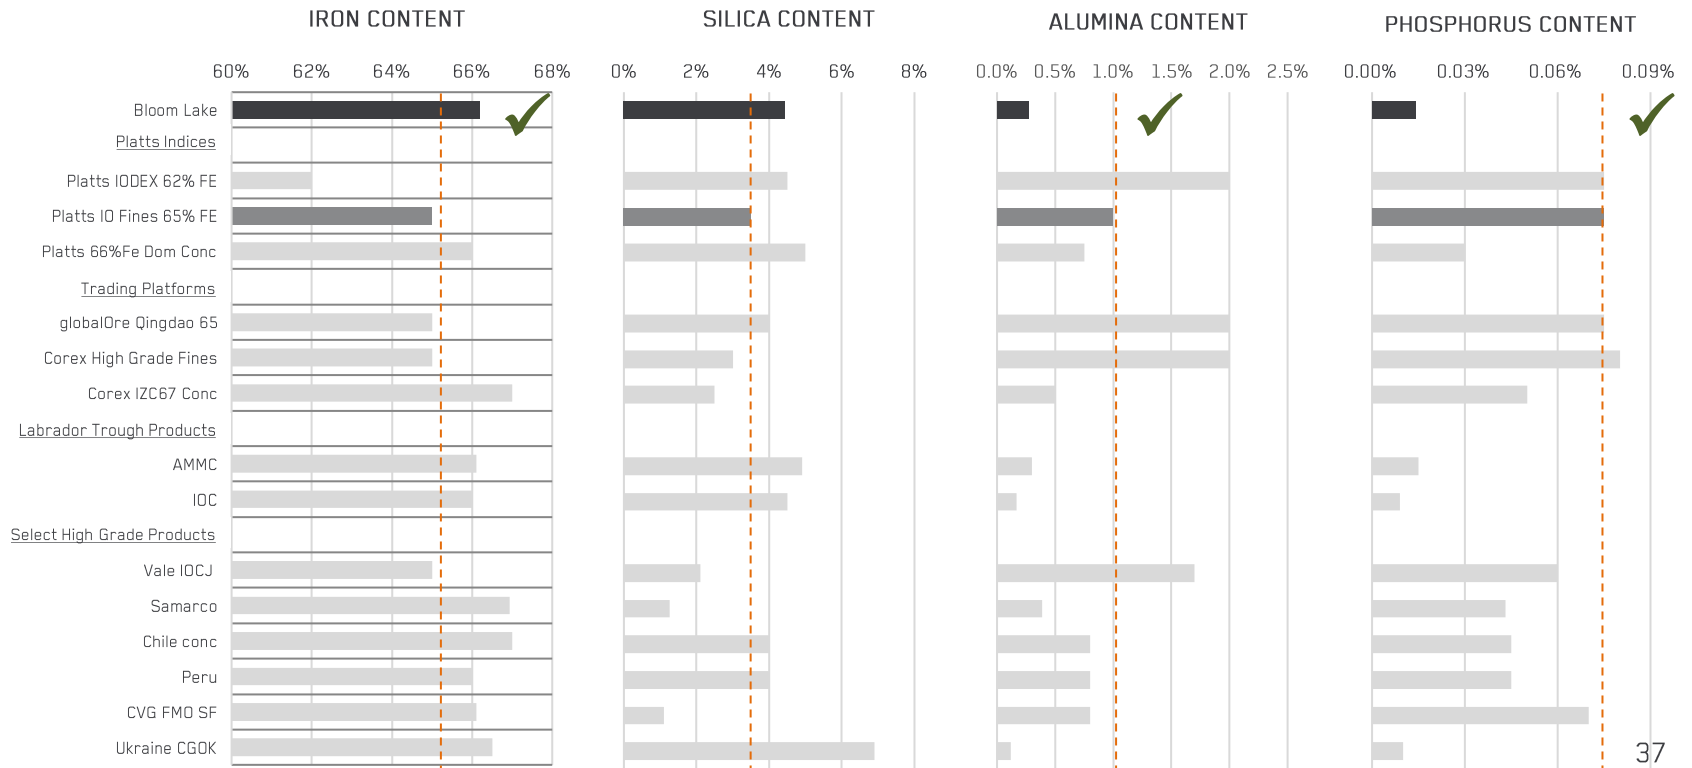 IRON CONTENT
SILICA CONTENT
ALUMINA CONTENT
PHOSPHORUS CONTENT
60% 62% 64% 66% 68%
0% 2% 4% 6% 8%
0.0% 0.5% 1.0% 1.5% 2.0% 2.5%
0.00% 0.03% 0.06% 0.09%
Bloom Lake
Platts Indices
Platts IODEX 62% FE
Platts IO Fines 65% FE
Platts 66%Fe Dom Conc
Trading Platforms
globalOre Qingdao 65
Corex High Grade Fines
Corex IZC67 Conc
Labrador Trough Products
AMMC
IOC
Select High Grade Products
Vale IOCJ
Samarco
Chile conc
Peru
CVG FMO SF
Ukraine CGOK
37